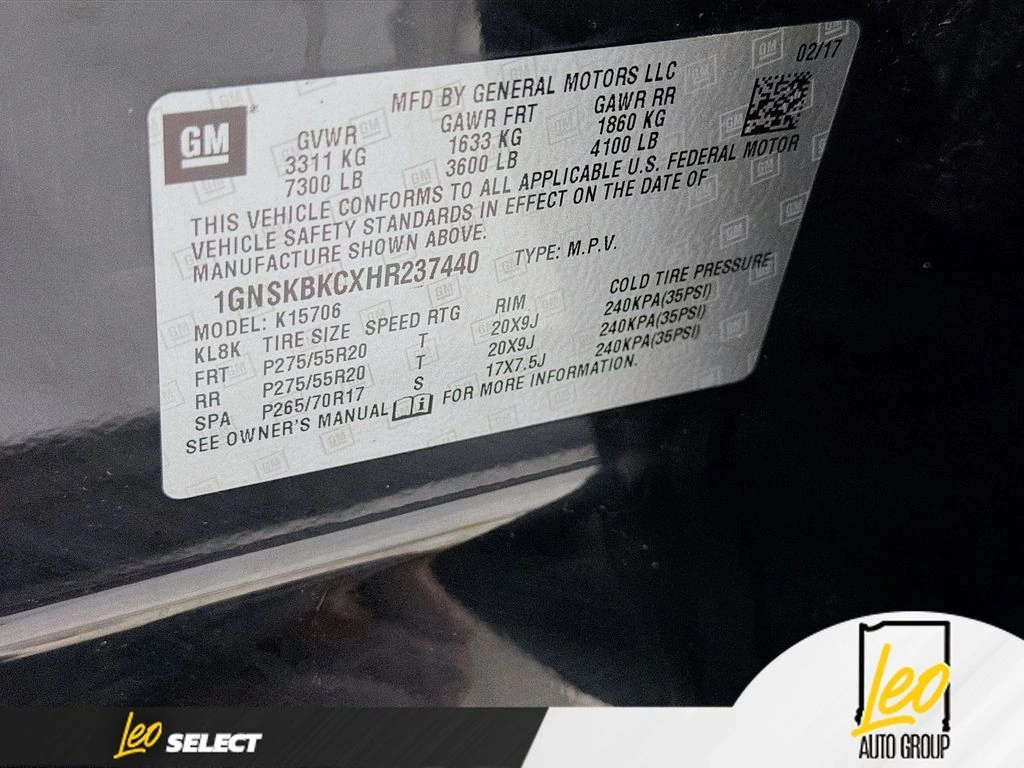 02/17
GM
MFD BY GENERAL MOTORS LLC
GVWR GAWR FRT GAWR RR
3311 KG 1633 KG 1860 KG
7300 LB 3600 LB 4100 LB
THIS VEHICLE CONFORMS TO ALL APPLICABLE U.S. FEDERAL MOTOR
VEHICLE SAFETY STANDARDS IN EFFECT ON THE DATE OF
MANUFACTURE SHOWN ABOVE.
1GNSKBKCXHR237440 TYPE: M.P.V.
MODEL: K15706
KL8K TIRE SIZE SPEED RTG RIM COLD TIRE PRESSURE
FRT P275/55R20 T 20X9J 240KPA(35PSI)
RR P275/55R20 T 20X9J 240KPA(35PSI)
SPA P265/70R17 S 17X7.5J 240KPA(35PSI)
SEE OWNER'S MANUAL FOR MORE INFORMATION.
Leo SELECT
Leo
AUTO GROUP